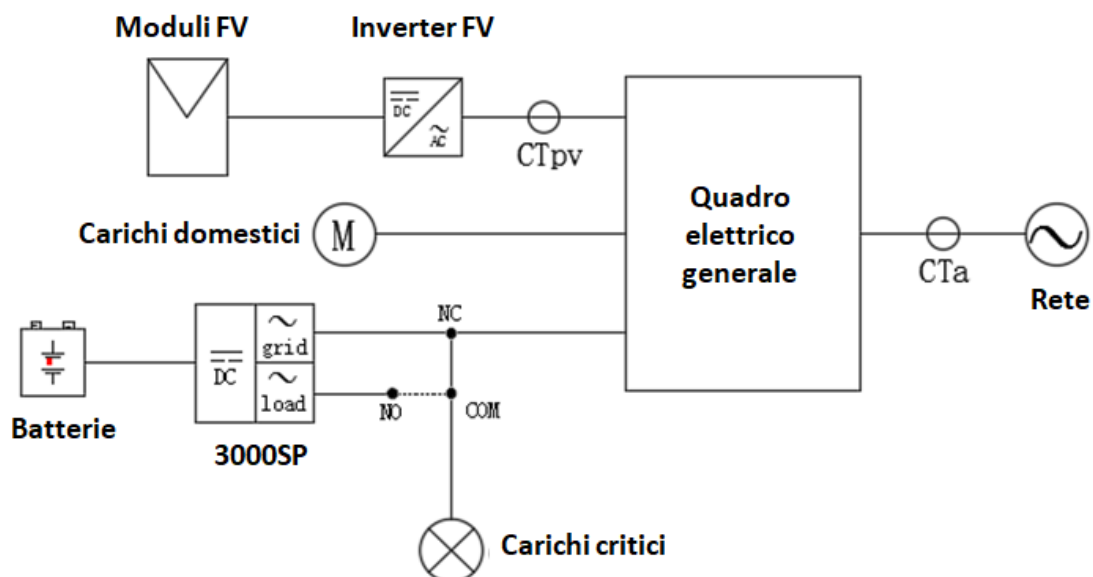 Moduli FV
Inverter FV
DC
AC
CTpv
Quadro
elettrico
generale
Carichi domestici
M
CTa
Rete
NC
grid
DC
load
NO
COM
Batterie
3000SP
Carichi critici